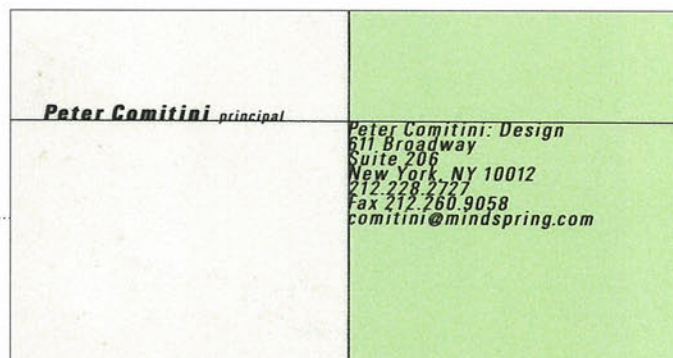 Peter Comitini principal
Peter Comitini: Design
611 Broadway
Suite 206
New York, NY 10012
212.228.2727
Fax 212.260.9058
comitini@mindspring.com